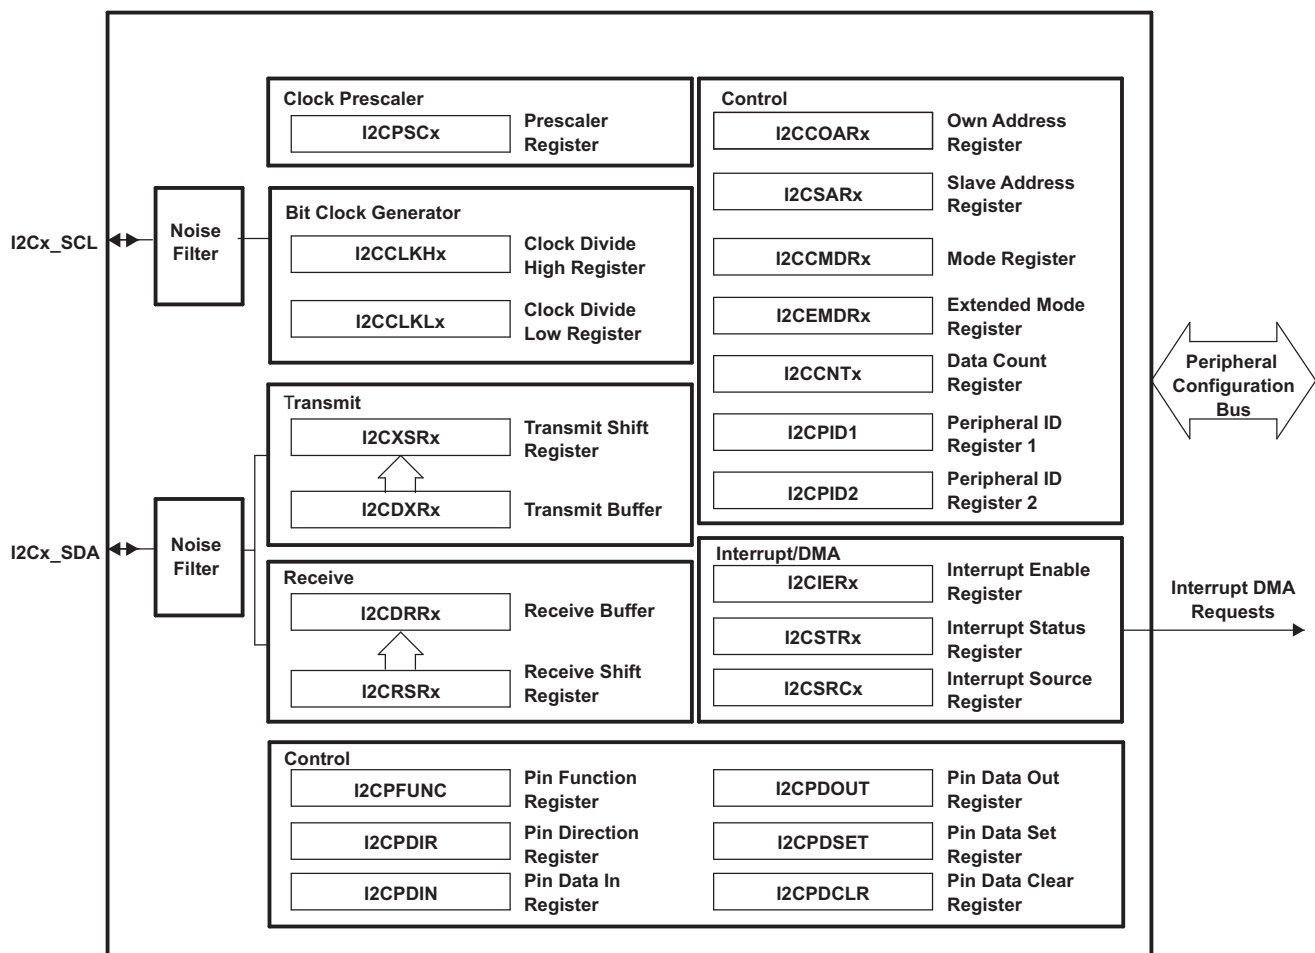 Clock Prescaler
I2CPSCx
Prescaler
Register
Control
I2CCOARx
Own Address
Register
I2CSARx
Slave Address
Register
I2CCMDRx
Mode Register
I2CEMDRx
Extended Mode
Register
I2CCNTx
Data Count
Register
I2CPID1
Peripheral ID
Register 1
I2CPID2
Peripheral ID
Register 2
I2Cx_SCL
Noise
Filter
Bit Clock Generator
I2CCLKHx
Clock Divide
High Register
I2CCLKLx
Clock Divide
Low Register
Peripheral
Configuration
Bus
Transmit
I2CXSRx
Transmit Shift
Register
I2CDXRx
Transmit Buffer
I2Cx_SDA
Noise
Filter
Receive
I2CDRRx
Receive Buffer
I2CRSRx
Receive Shift
Register
Interrupt/DMA
I2CIERx
Interrupt Enable
Register
I2CSTRx
Interrupt Status
Register
I2CSRCx
Interrupt Source
Register
Interrupt DMA
Requests
Control
I2CPFUNC
Pin Function
Register
I2CPDIR
Pin Direction
Register
I2CPDIN
Pin Data In
Register
I2CPDOUT
Pin Data Out
Register
I2CPDSET
Pin Data Set
Register
I2CPDCLR
Pin Data Clear
Register